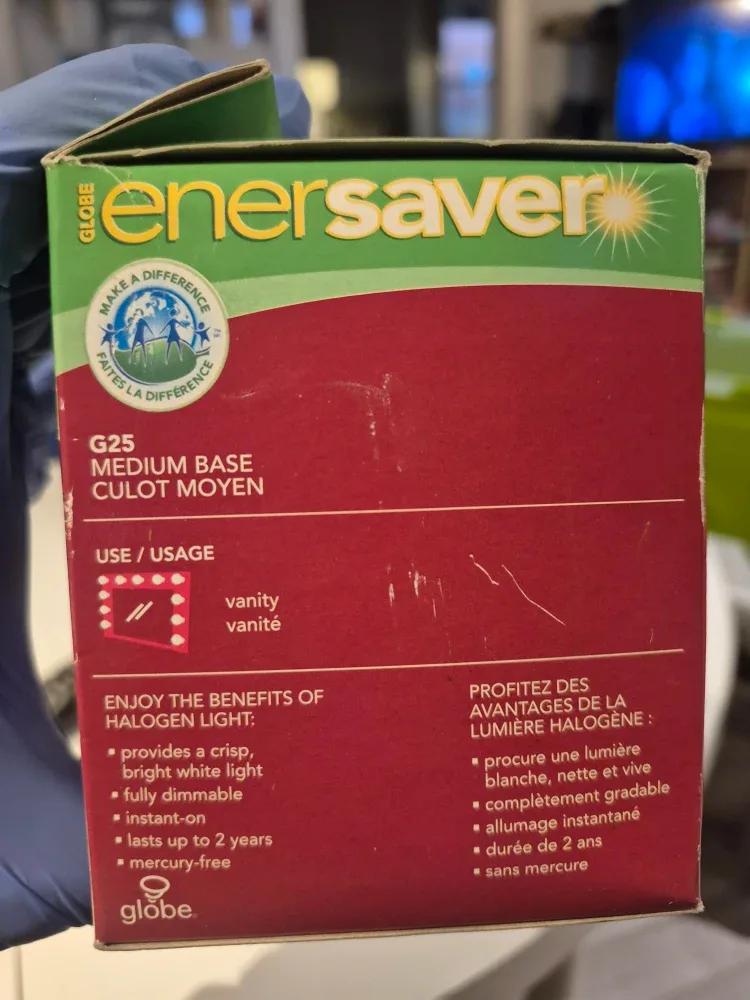 GLOBE enersaver
MAKE A DIFFERENCE
FAITES LA DIFFÉRENCE
G25
MEDIUM BASE
CULOT MOYEN
USE / USAGE
vanity
vanité
ENJOY THE BENEFITS OF
HALOGEN LIGHT:
▪ provides a crisp,
bright white light
▪ fully dimmable
▪ instant-on
▪ lasts up to 2 years
▪ mercury-free
globe
PROFITEZ DES
AVANTAGES DE LA
LUMIÈRE HALOGÈNE :
▪ procure une lumière
blanche, nette et vive
▪ complètement gradable
▪ allumage instantané
▪ durée de 2 ans
▪ sans mercure